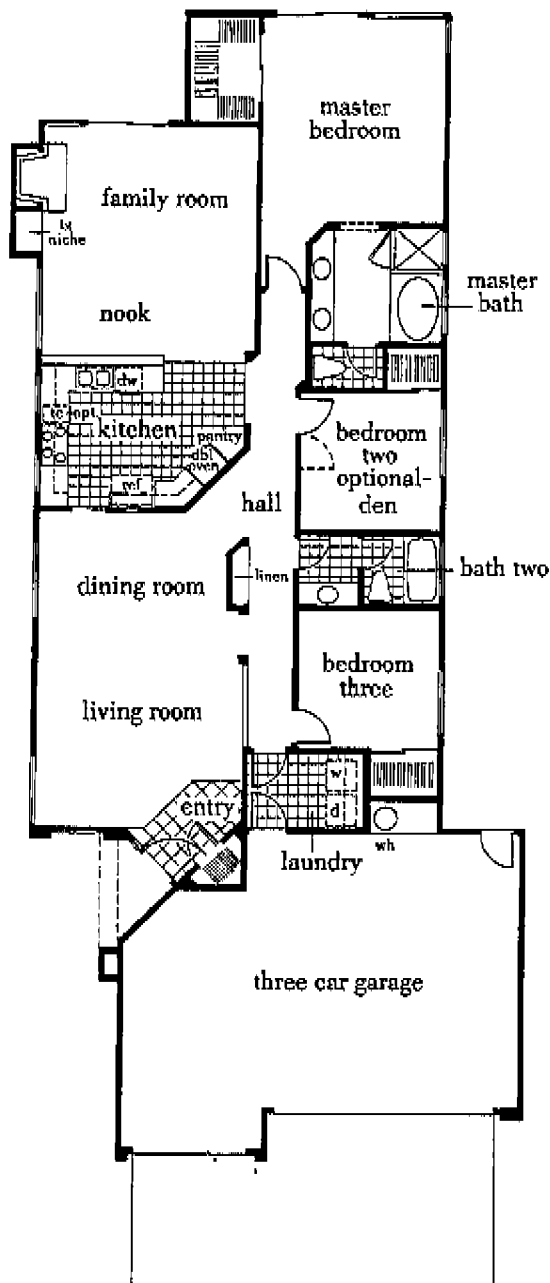 master
bedroom
family room
tv
niche
nook
master
bath
dw
opt.
kitchen
pantry
dbl
oven
ref
bedroom
two
optional-
den
hall
linen
bath two
dining room
bedroom
three
living room
w
entry
d
wh
laundry
three car garage